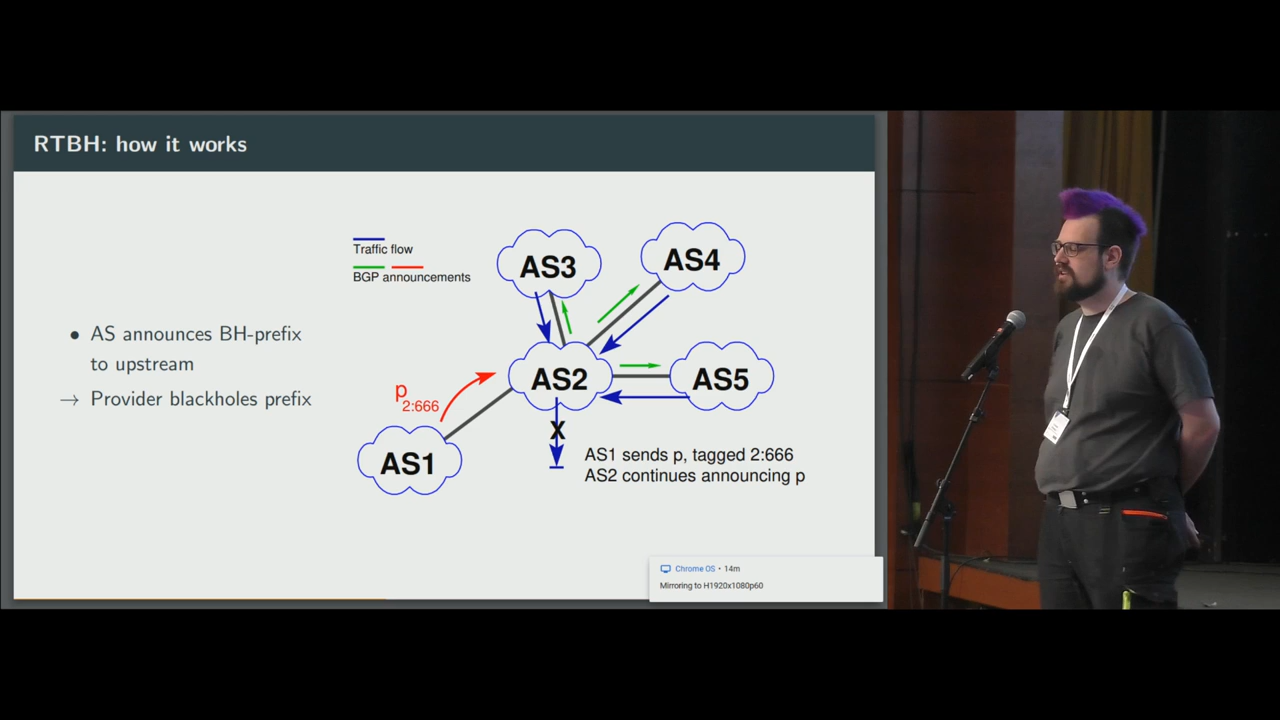 RTBH: how it works
Traffic flow
BGP announcements
AS3
AS4
AS2
AS5
AS1
p
2:666
X
• AS announces BH-prefix
to upstream
→ Provider blackholes prefix
AS1 sends p, tagged 2:666
AS2 continues announcing p
Chrome OS • 14m
Mirroring to H1920x1080p60